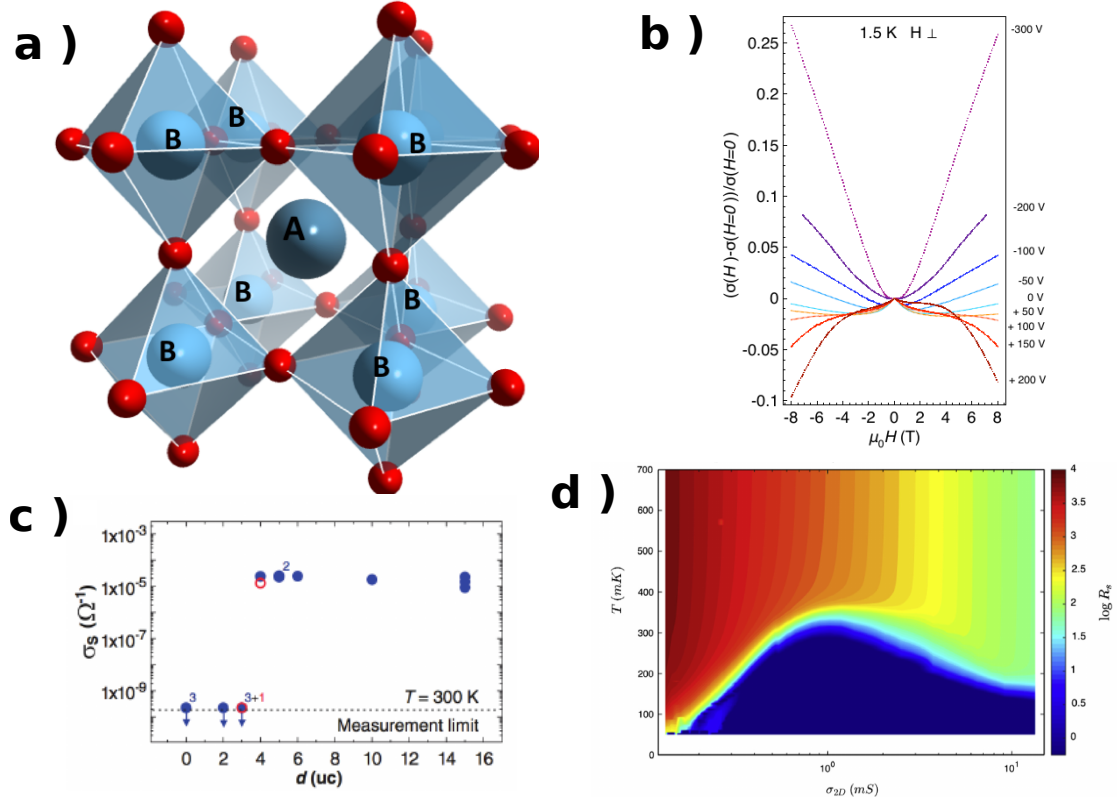 a )
B
B
B
A
B
B
B
B
b )
1.5 K H ⊥
-300 V
-200 V
-100 V
-50 V
0 V
+ 50 V
+ 100 V
+ 150 V
+ 200 V
0.25
0.2
0.15
0.1
0.05
0
-0.05
-0.1
(σ(H)-σ(H=0))/σ(H=0)
-8 -6 -4 -2 0 2 4 6 8
μ₀H (T)
c )
1x10⁻³
1x10⁻⁵
1x10⁻⁷
1x10⁻⁹
σS (Ω⁻¹)
2
3
3+1
T = 300 K
Measurement limit
0 2 4 6 8 10 12 14 16
d (uc)
d )
700
600
500
400
300
200
100
0
T (mK)
10⁰ 10¹
σ2D (mS)
4
3.5
3
2.5
2
1.5
1
0.5
0
log Rs